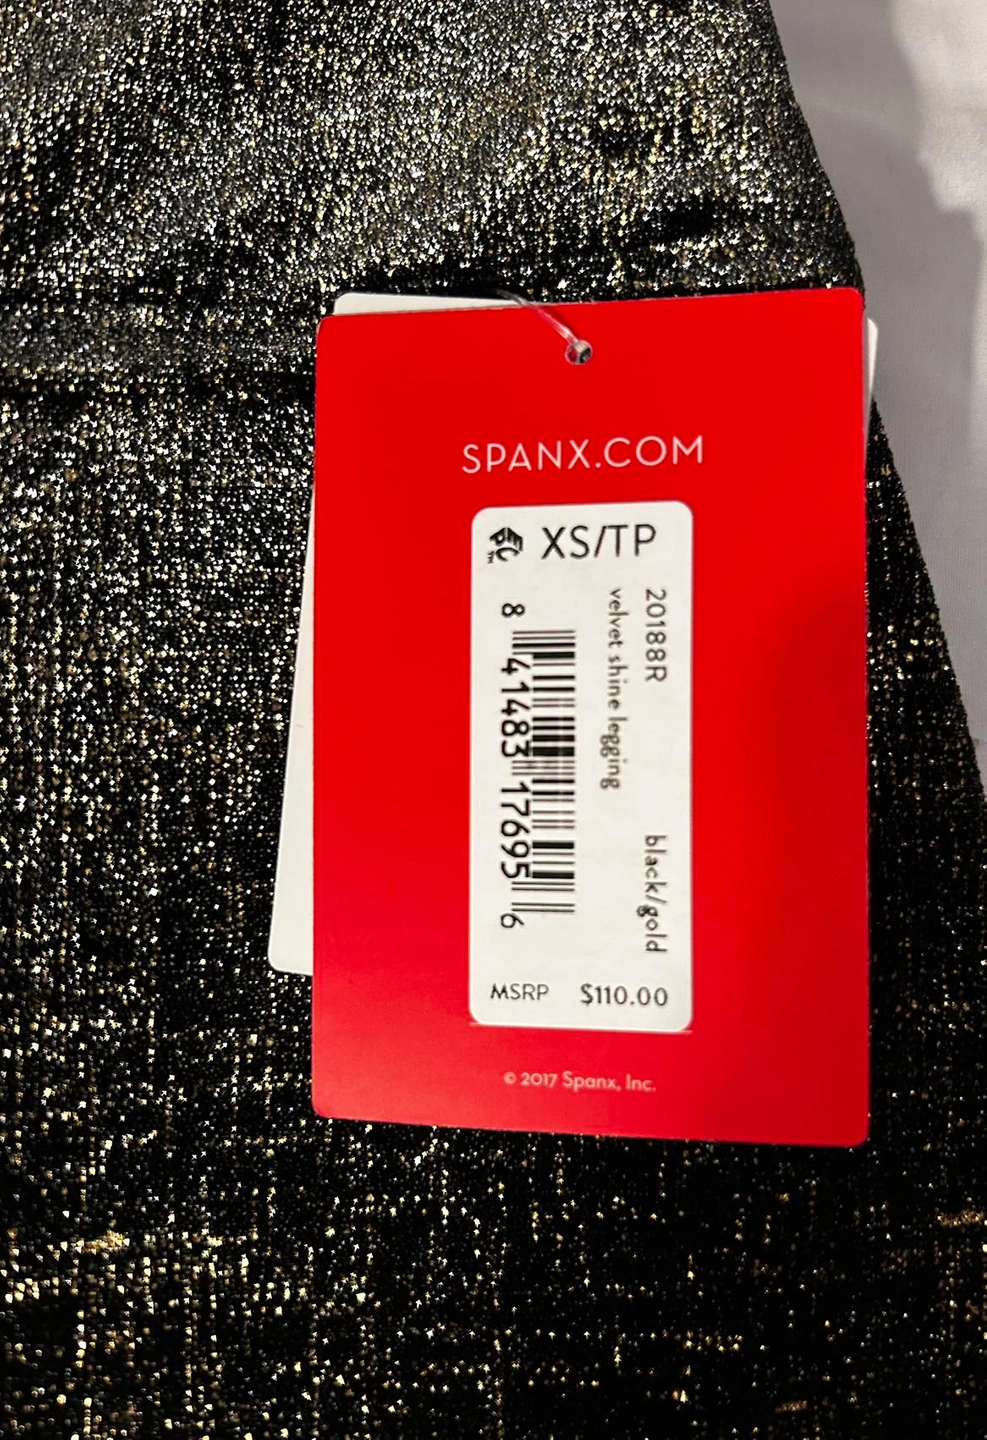 SPANX.COM
EPC™ XS/TP
20188R black/gold
velvet shine legging
8 41483 17695 6
MSRP $110.00
© 2017 Spanx, Inc.